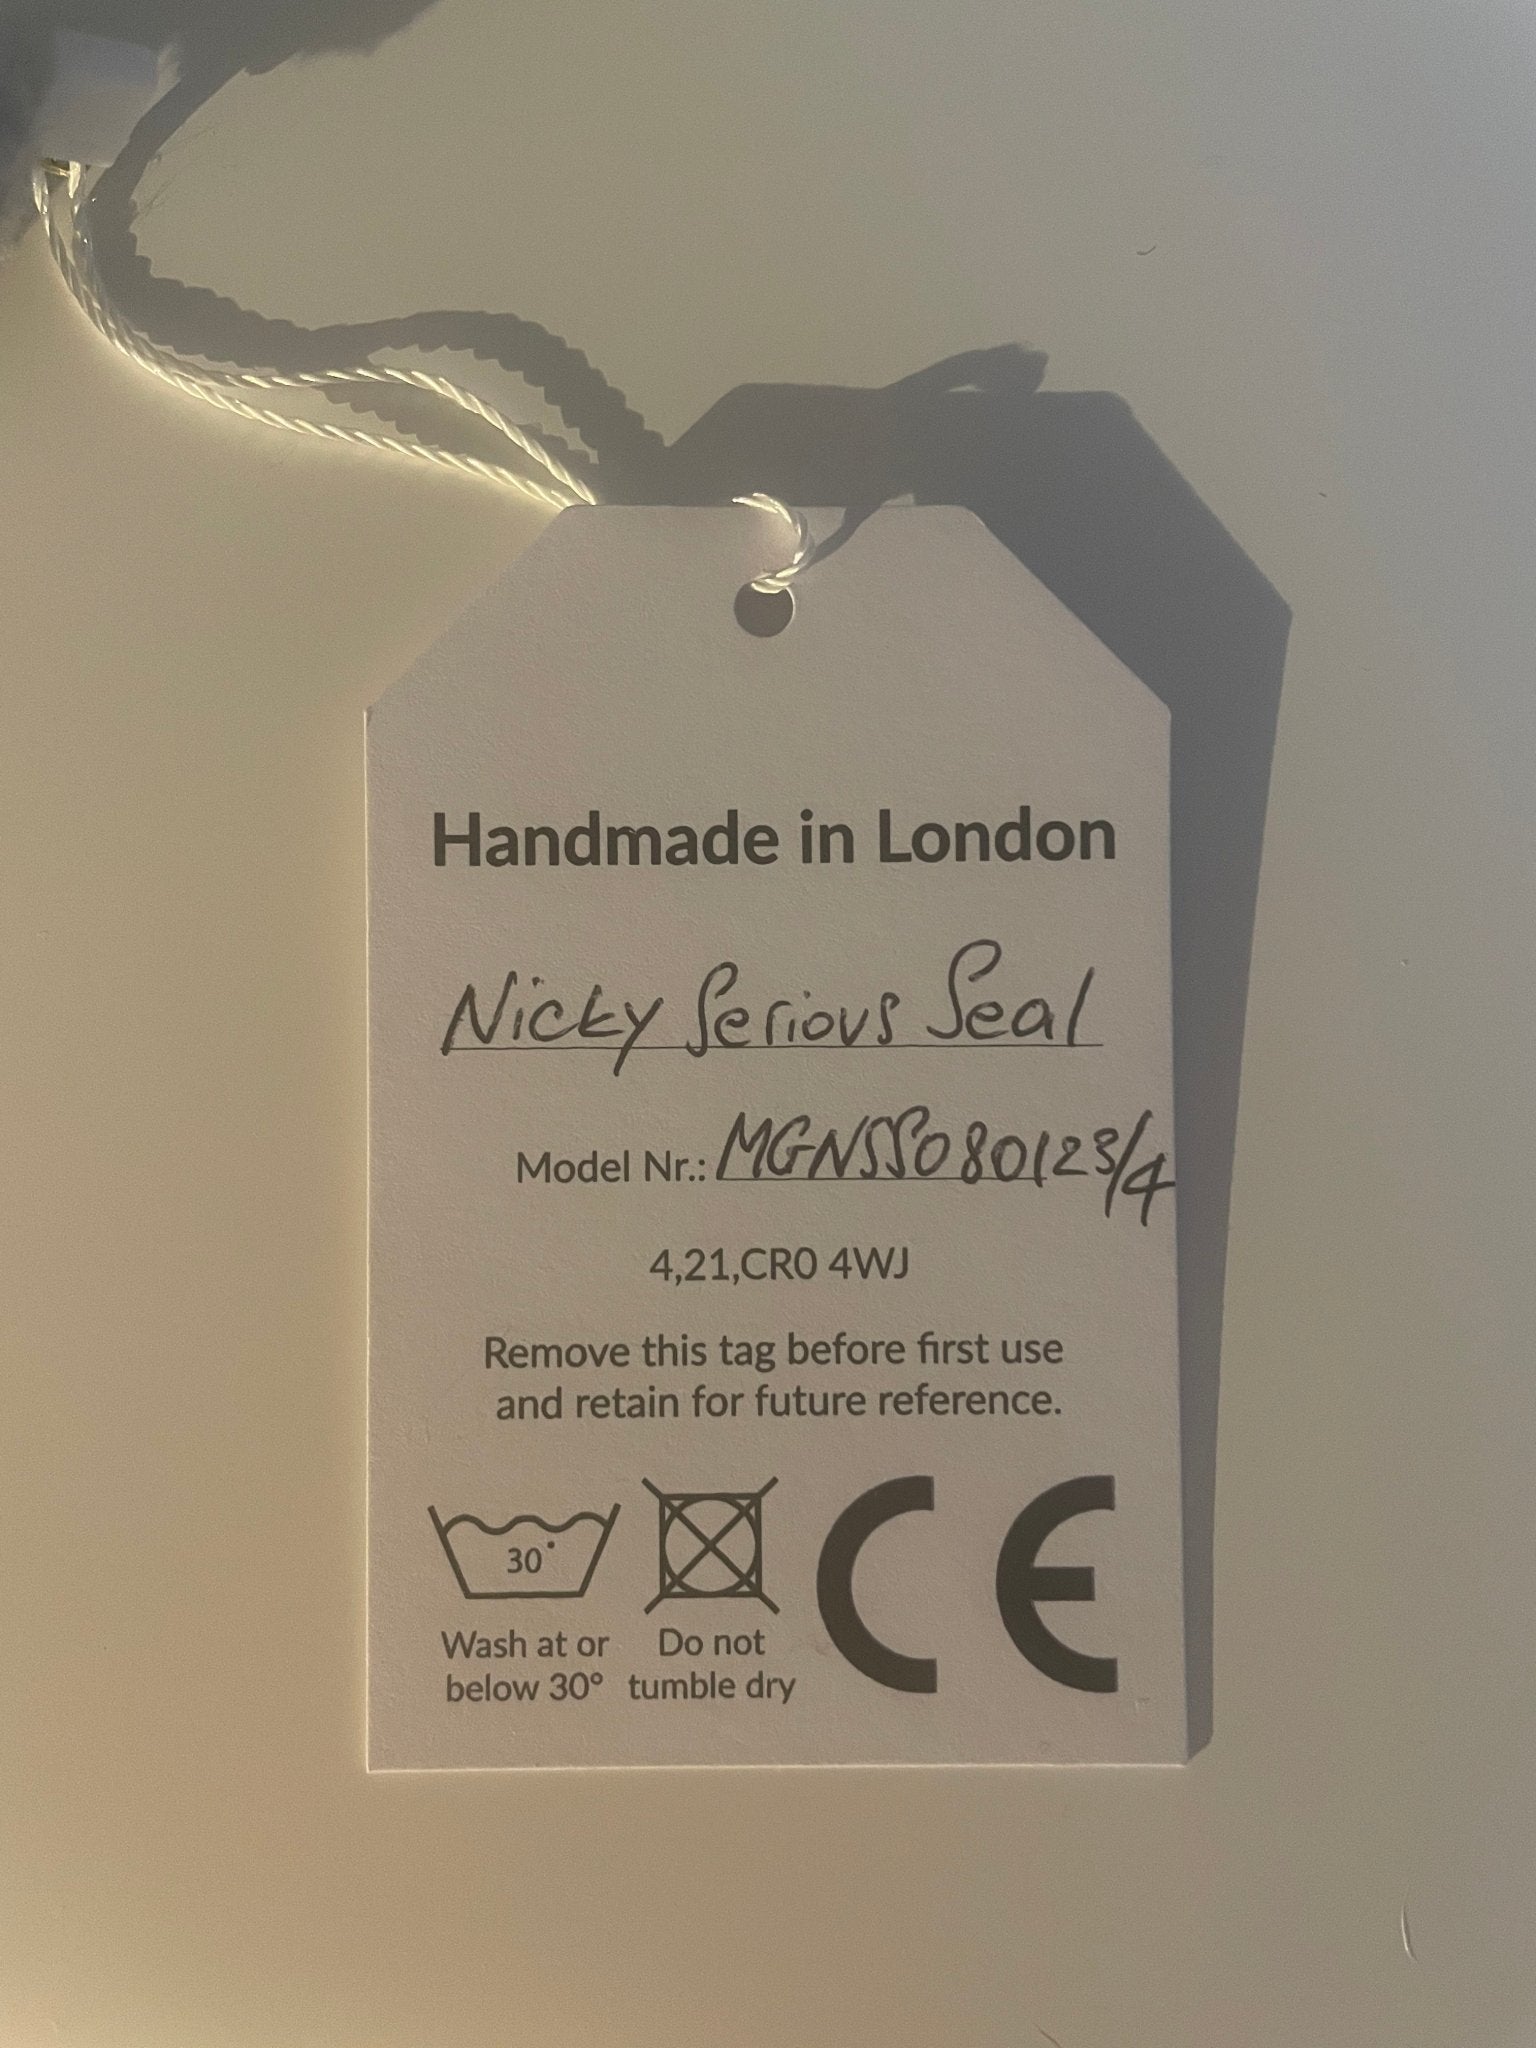 Handmade in London
Nicky Serious Seal
Model Nr.: MGNSS080123/4
4,21,CR0 4WJ
Remove this tag before first use
and retain for future reference.
30°
Wash at or
below 30°
Do not
tumble dry
CE